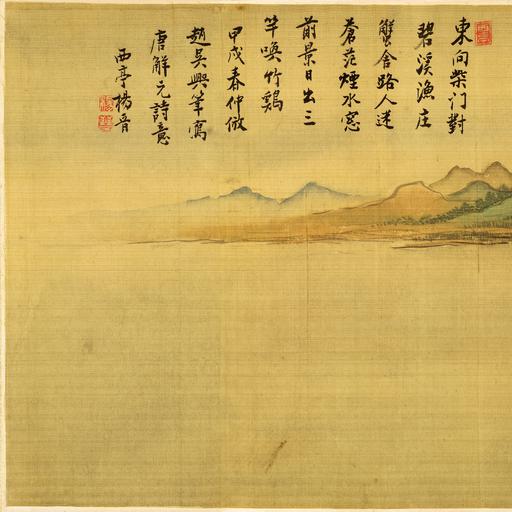 東向柴门對
碧溪漁庄
蟹舍路人迷
蒼茫煙水窓
前景日出三
竿喚竹鷄
甲戌春仲倣
趙吳興筆寫
唐解元詩意
西亭楊晉